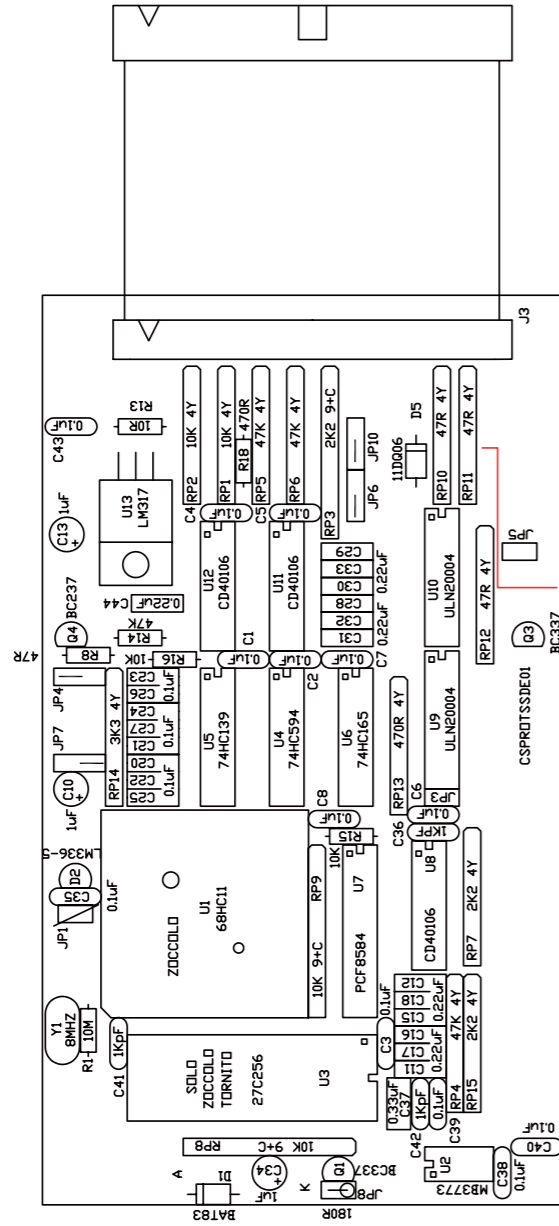 J3
C43
0.1uF
R13
10R
RP2 10K 4Y
RP1 10K 4Y
R18
470R
RP5 47K 4Y
RP6 47K 4Y
RP3 2K2 9+C
JP10
JP6
D5
11DQ06
RP10 47R 4Y
RP11 47R 4Y
C13
1uF
U13
LM317
C4
0.1uF
C5
0.1uF
U12
CD40106
U11
CD40106
C29
C33
C30
C28
C32
C31
0.22uF
0.22uF
U10
ULN20004
RP12 47R 4Y
JP5
Q3
BC337
CSPROTSSDE01
C44
0.22uF
Q4
BC237
47K
R14
R8
47R
R16
10K
C1
0.1uF
C2
0.1uF
C7
0.1uF
JP4
JP7
C10
1uF
RP14 3K3 4Y
C23
C26
C24
C27
C21
C20
C22
C25
0.1uF
0.1uF
0.1uF
U5
74HC139
U4
74HC594
U6
74HC165
U9
ULN20004
JP3
RP13 470R 4Y
C6
0.1uF
C36
1KPF
C8
0.1uF
R15
10K
LM336-5
D2
C35
0.1uF
JP1
ZOCCOLO
U1
68HC11
RP9
10K 9+C
U7
PCF8584
U8
CD40106
RP7 2K2 4Y
Y1
8MHZ
R1
10M
C41
1KpF
SOLO
ZOCCOLO
TORNITO
27C256
U3
C3
0.1uF
C12
C18
C15
C16
C17
C11
0.22uF
0.22uF
RP4 47K 4Y
RP15 2K2 4Y
0.33uF
C37
C42
1KpF
0.1uF
C39
RP8 10K 9+C
A
D1
BAT83
K
C34
1uF
Q1
BC337
JP8
180R
U2
MB3773
C38
0.1uF
C40
0.1uF